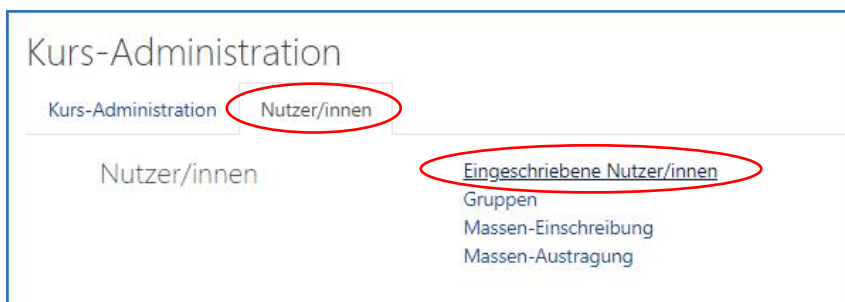 Kurs-Administration
Kurs-Administration Nutzer/innen
Nutzer/innen Eingeschriebene Nutzer/innen
Gruppen
Massen-Einschreibung
Massen-Austragung